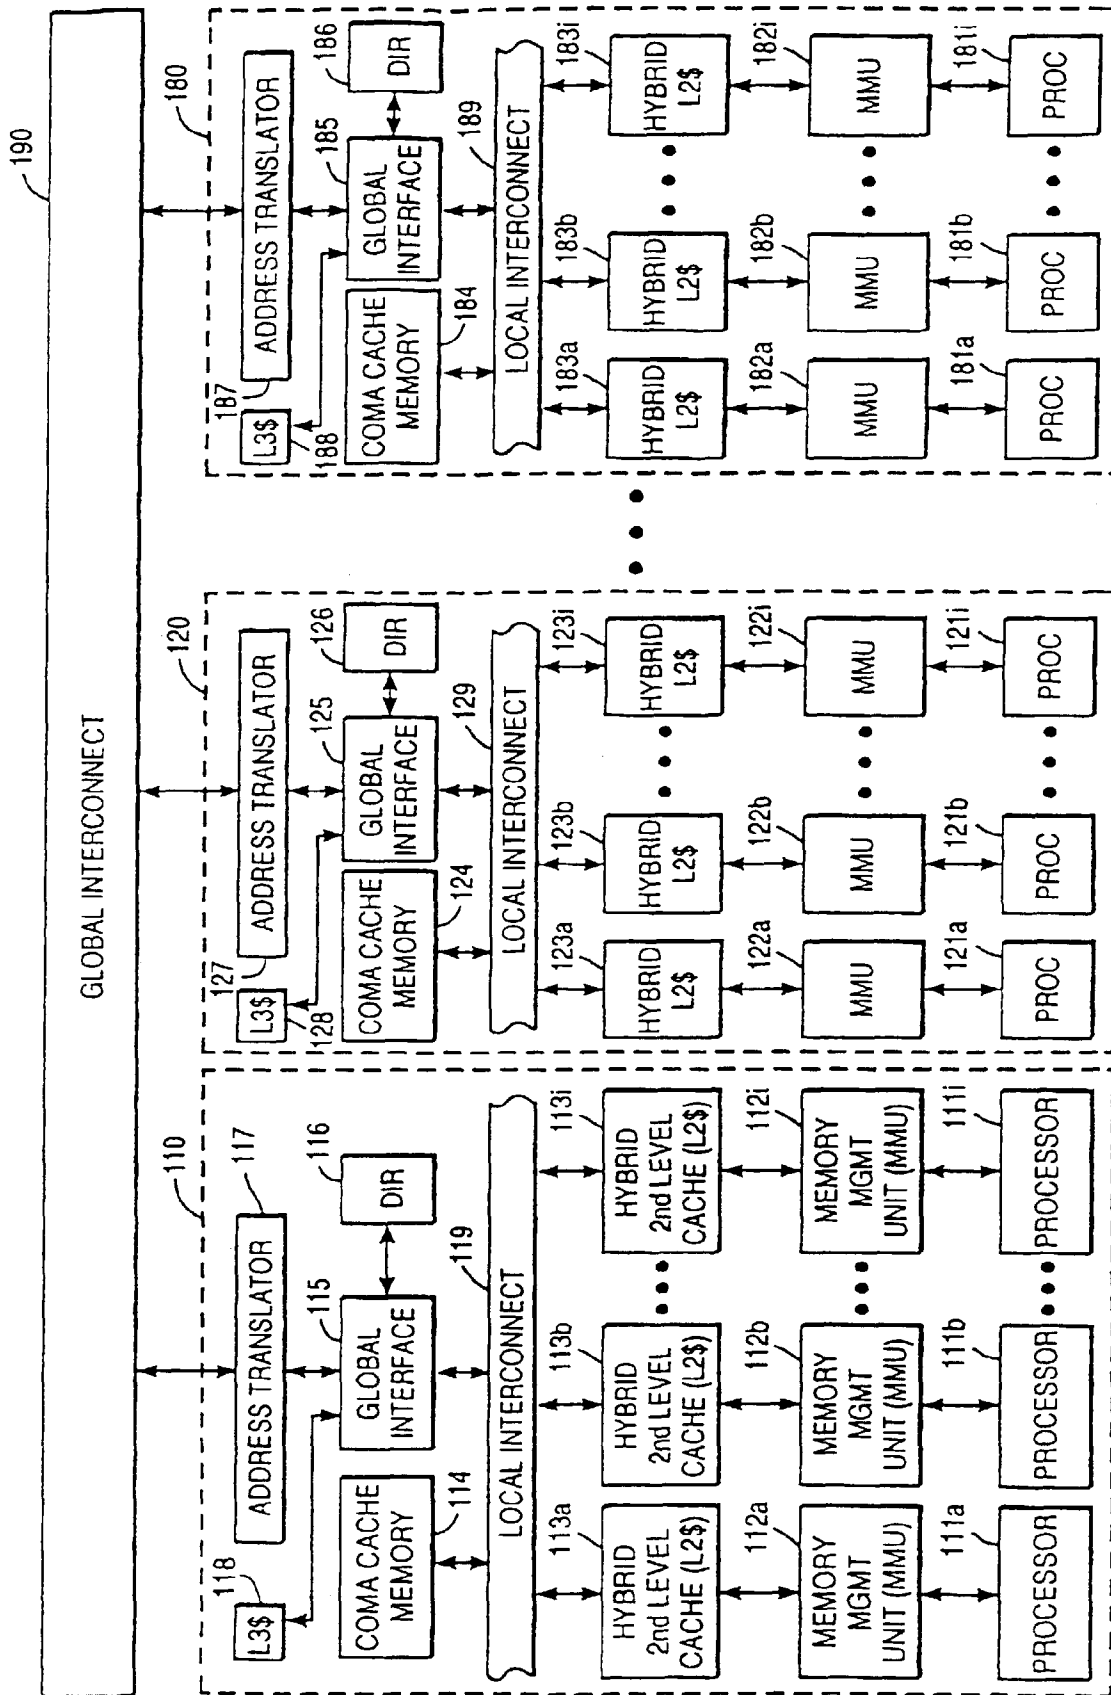 190
GLOBAL INTERCONNECT
110
ADDRESS TRANSLATOR
117
L3$
118
COMA CACHE
MEMORY
114
GLOBAL
INTERFACE
115
DIR
116
LOCAL INTERCONNECT
119
HYBRID
2nd LEVEL
CACHE (L2$)
113a
HYBRID
2nd LEVEL
CACHE (L2$)
113b
HYBRID
2nd LEVEL
CACHE (L2$)
113i
MEMORY
MGMT
UNIT (MMU)
112a
MEMORY
MGMT
UNIT (MMU)
112b
MEMORY
MGMT
UNIT (MMU)
112i
PROCESSOR
111a
PROCESSOR
111b
PROCESSOR
111i
120
ADDRESS TRANSLATOR
127
L3$
128
COMA CACHE
MEMORY
124
GLOBAL
INTERFACE
125
DIR
126
LOCAL INTERCONNECT
129
HYBRID
L2$
123a
HYBRID
L2$
123b
HYBRID
L2$
123i
MMU
122a
MMU
122b
MMU
122i
PROC
121a
PROC
121b
PROC
121i
180
ADDRESS TRANSLATOR
187
L3$
188
COMA CACHE
MEMORY
184
GLOBAL
INTERFACE
185
DIR
186
LOCAL INTERCONNECT
189
HYBRID
L2$
183a
HYBRID
L2$
183b
HYBRID
L2$
183i
MMU
182a
MMU
182b
MMU
182i
PROC
181a
PROC
181b
PROC
181i